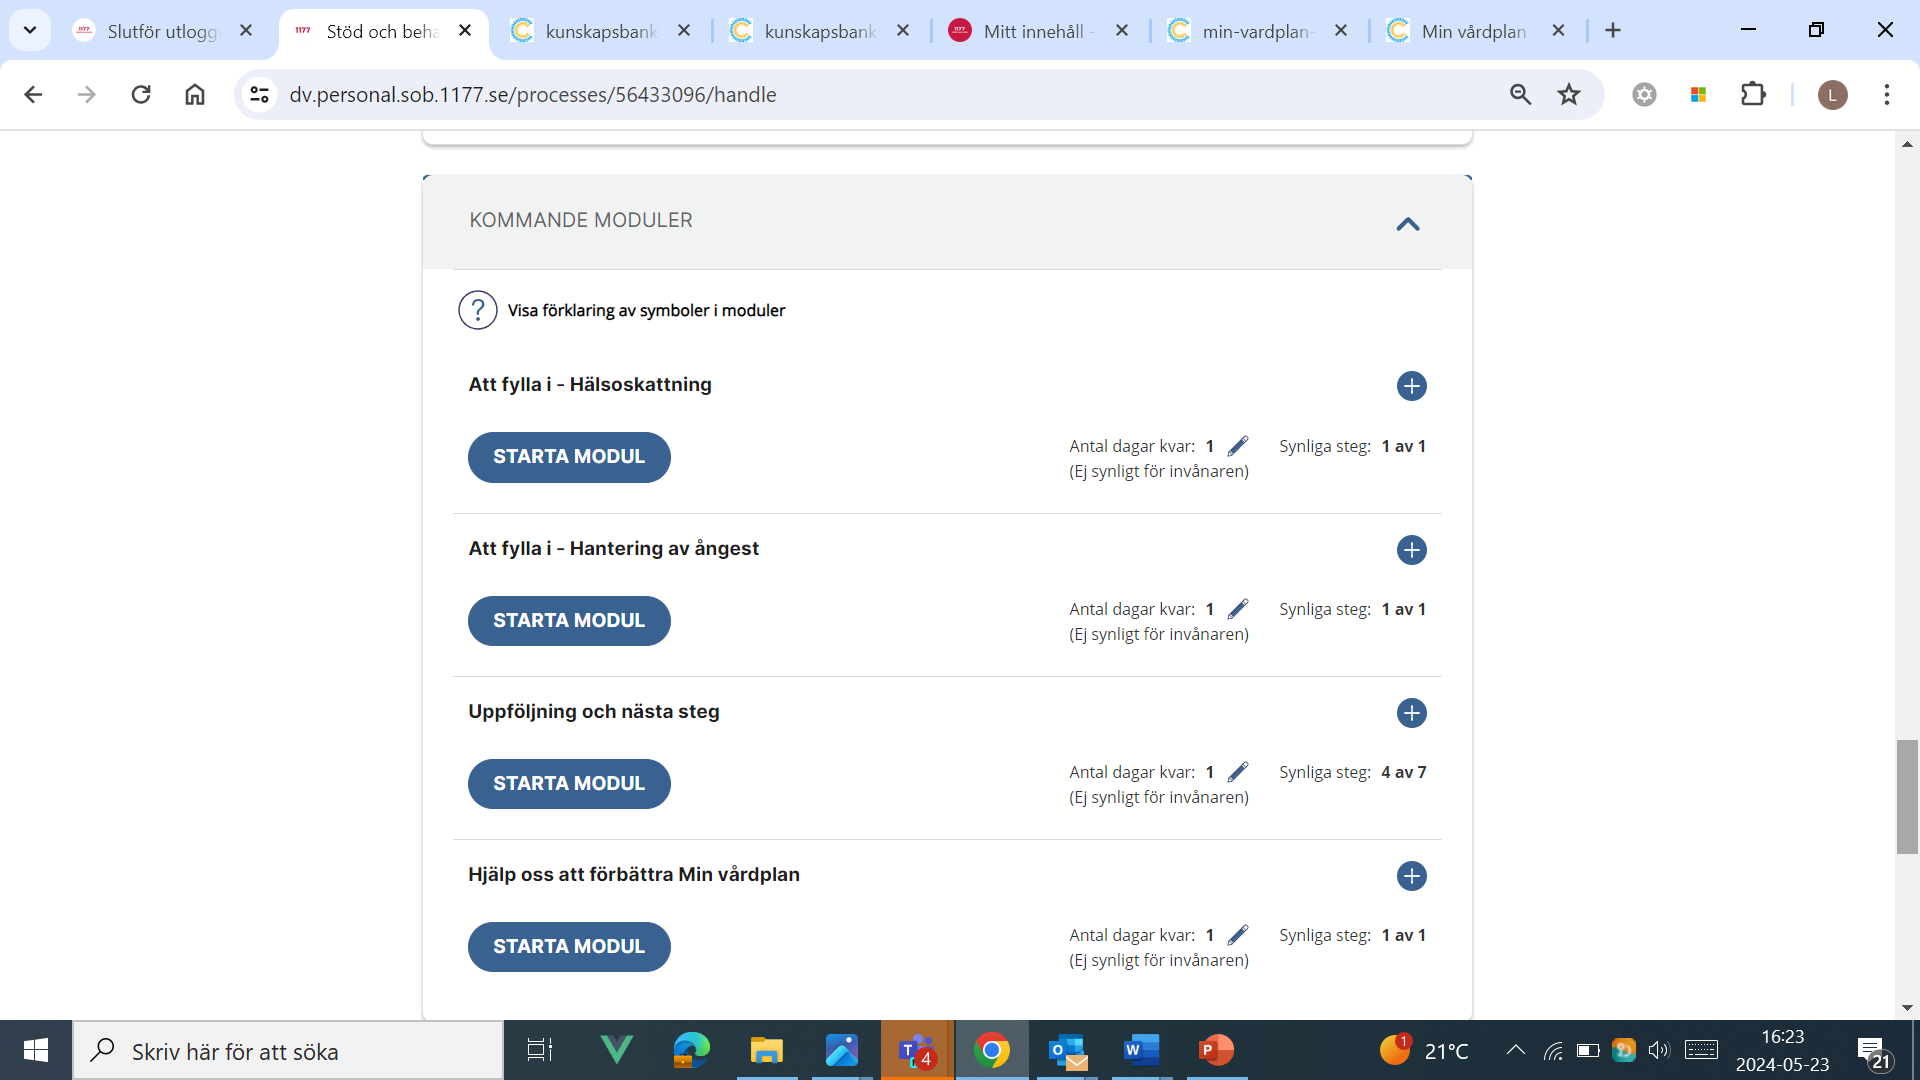 Slutför utlogg
Stöd och beha
kunskapsbank
kunskapsbank
Mitt innehåll -
min-vardplan-
Min vårdplan
dv.personal.sob.1177.se/processes/56433096/handle
L
KOMMANDE MODULER
? Visa förklaring av symboler i moduler
Att fylla i - Hälsoskattning
STARTA MODUL
Antal dagar kvar: 1
(Ej synligt för invånaren)
Synliga steg: 1 av 1
Att fylla i - Hantering av ångest
STARTA MODUL
Antal dagar kvar: 1
(Ej synligt för invånaren)
Synliga steg: 1 av 1
Uppföljning och nästa steg
STARTA MODUL
Antal dagar kvar: 1
(Ej synligt för invånaren)
Synliga steg: 4 av 7
Hjälp oss att förbättra Min vårdplan
STARTA MODUL
Antal dagar kvar: 1
(Ej synligt för invånaren)
Synliga steg: 1 av 1
Skriv här för att söka
4
1
21°C
16:23
2024-05-23
21